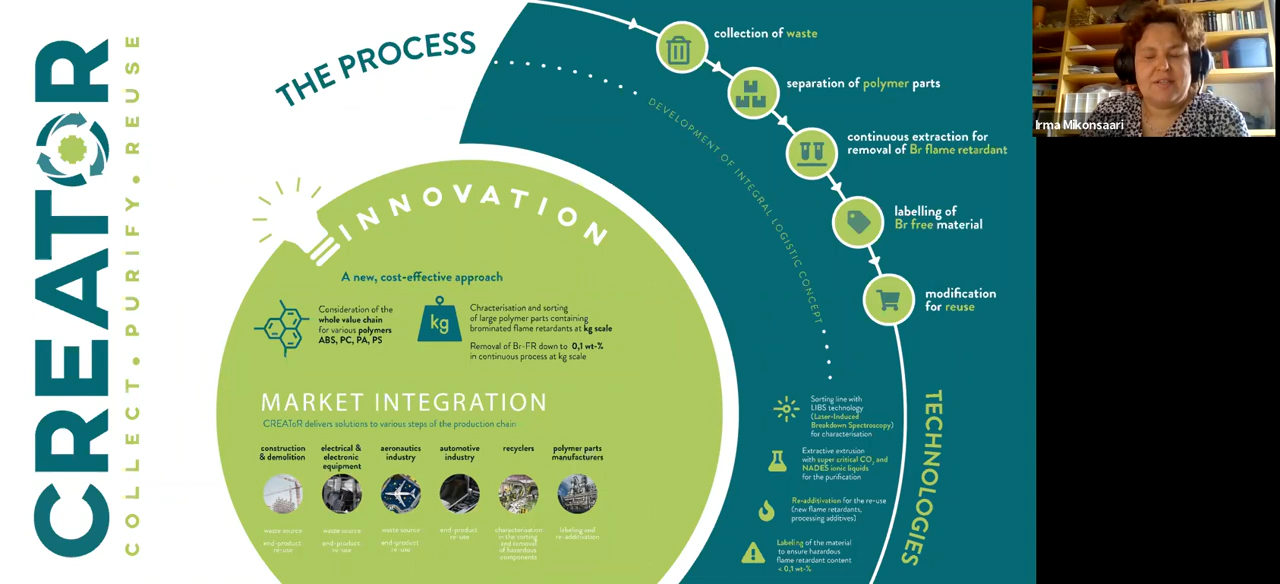 CREATOR
COLLECT • PURIFY • REUSE
THE PROCESS
collection of waste
separation of polymer parts
continuous extraction for
removal of Br flame retardant
labelling of
Br free material
modification
for reuse
DEVELOPMENT OF INTEGRAL LOGISTIC CONCEPT
INNOVATION
A new, cost-effective approach
Consideration of the
whole value chain
for various polymers
ABS, PC, PA, PS
kg
Chracterisation and sorting
of large polymer parts containing
brominated flame retardants at kg scale
Removal of Br-FR down to 0,1 wt-%
in continuous process at kg scale
MARKET INTEGRATION
CREAToR delivers solutions to various steps of the production chain
construction
& demolition
waste source
end-product
re-use
electrical &
electronic
equipment
waste source
end-product
re-use
aeronautics
industry
waste source
end-product
re-use
automotive
industry
end-product
re-use
recyclers
characterisation
in the sorting
and removal
of hazardous
components
polymer parts
manufacturers
labeling and
re-additivation
TECHNOLOGIES
Sorting line with
LIBS technology
(Laser-Induced
Breakdown Spectroscopy)
for characterisation
Extractive extrusion
with super critical CO₂ and
NADES ionic liquids
for the purification
Re-additivation for the re-use
(new flame retardants,
processing additives)
Labeling of the material
to ensure hazardous
flame retardant content
< 0,1 wt-%
Irma Mikonsaari